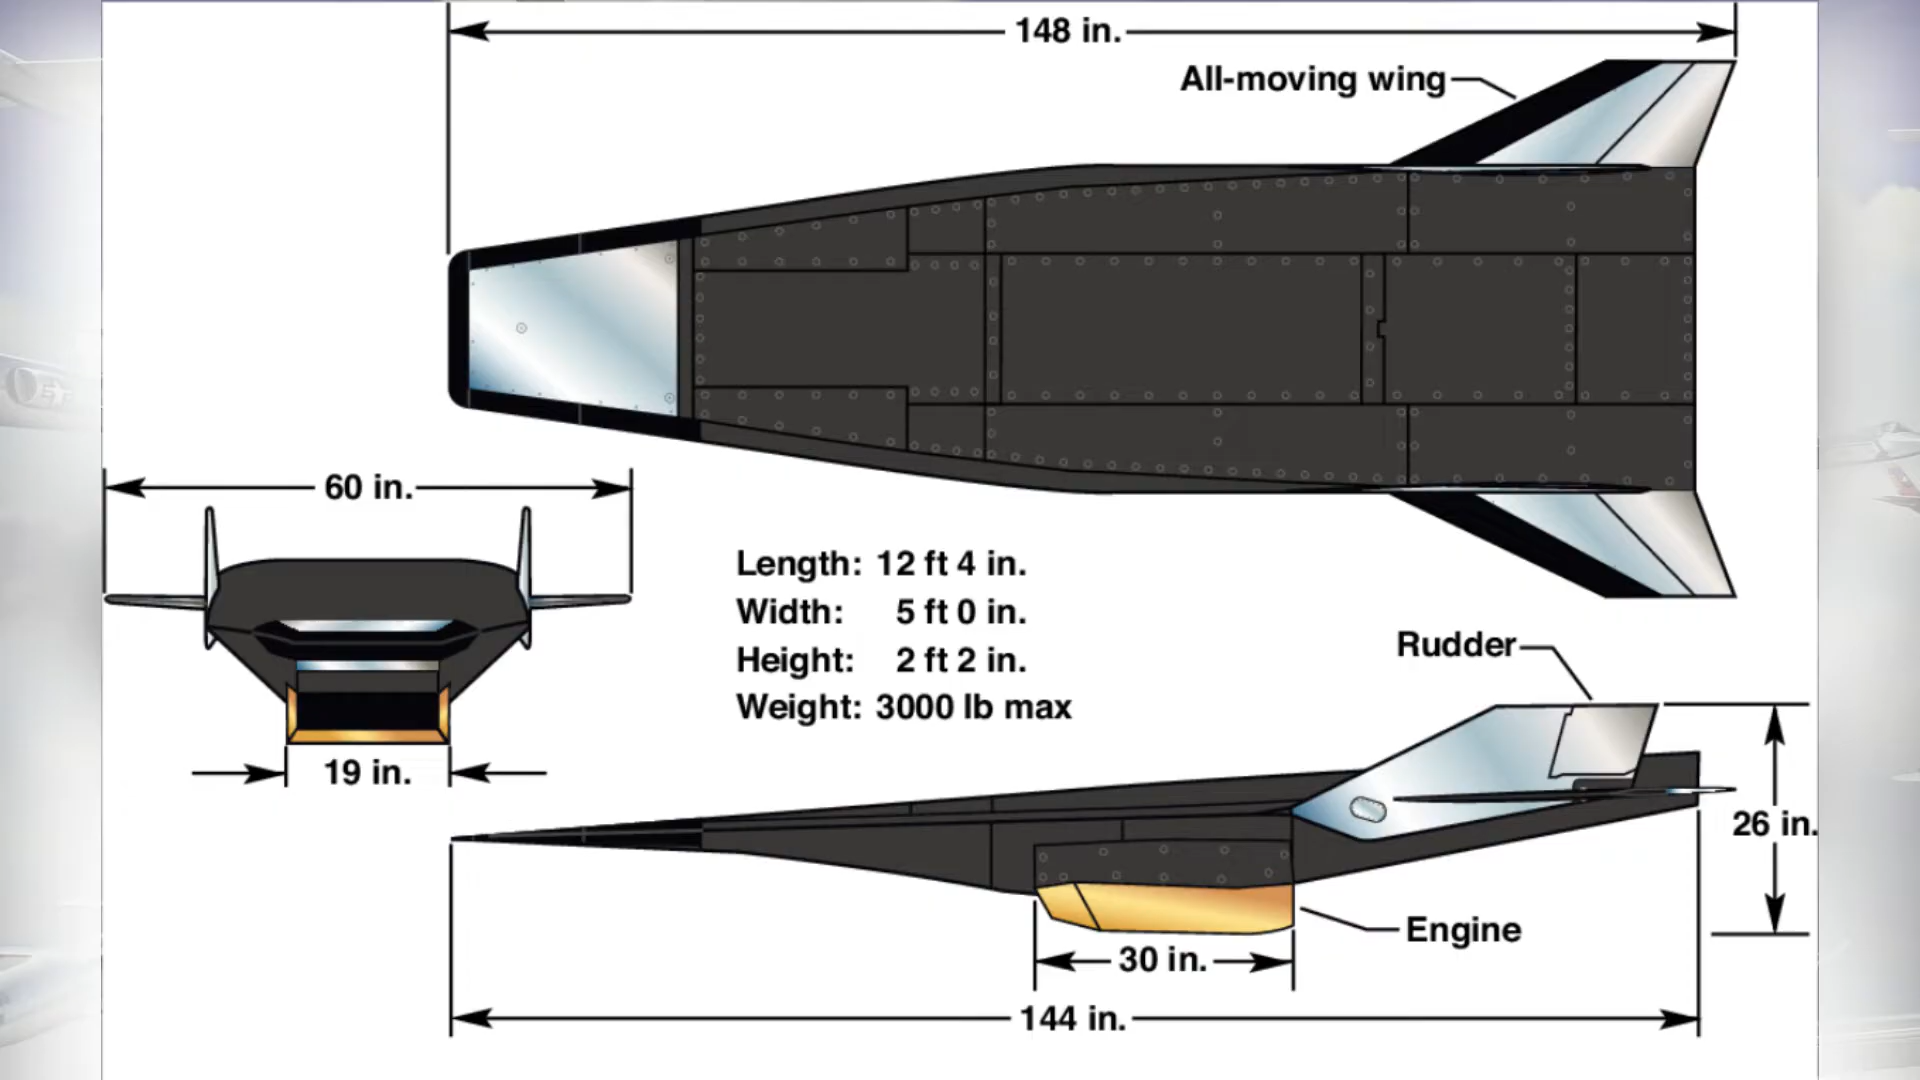 148 in.
All-moving wing
60 in.
Length: 12 ft 4 in.
Width: 5 ft 0 in.
Height: 2 ft 2 in.
Weight: 3000 lb max
Rudder
19 in.
26 in.
Engine
30 in.
144 in.